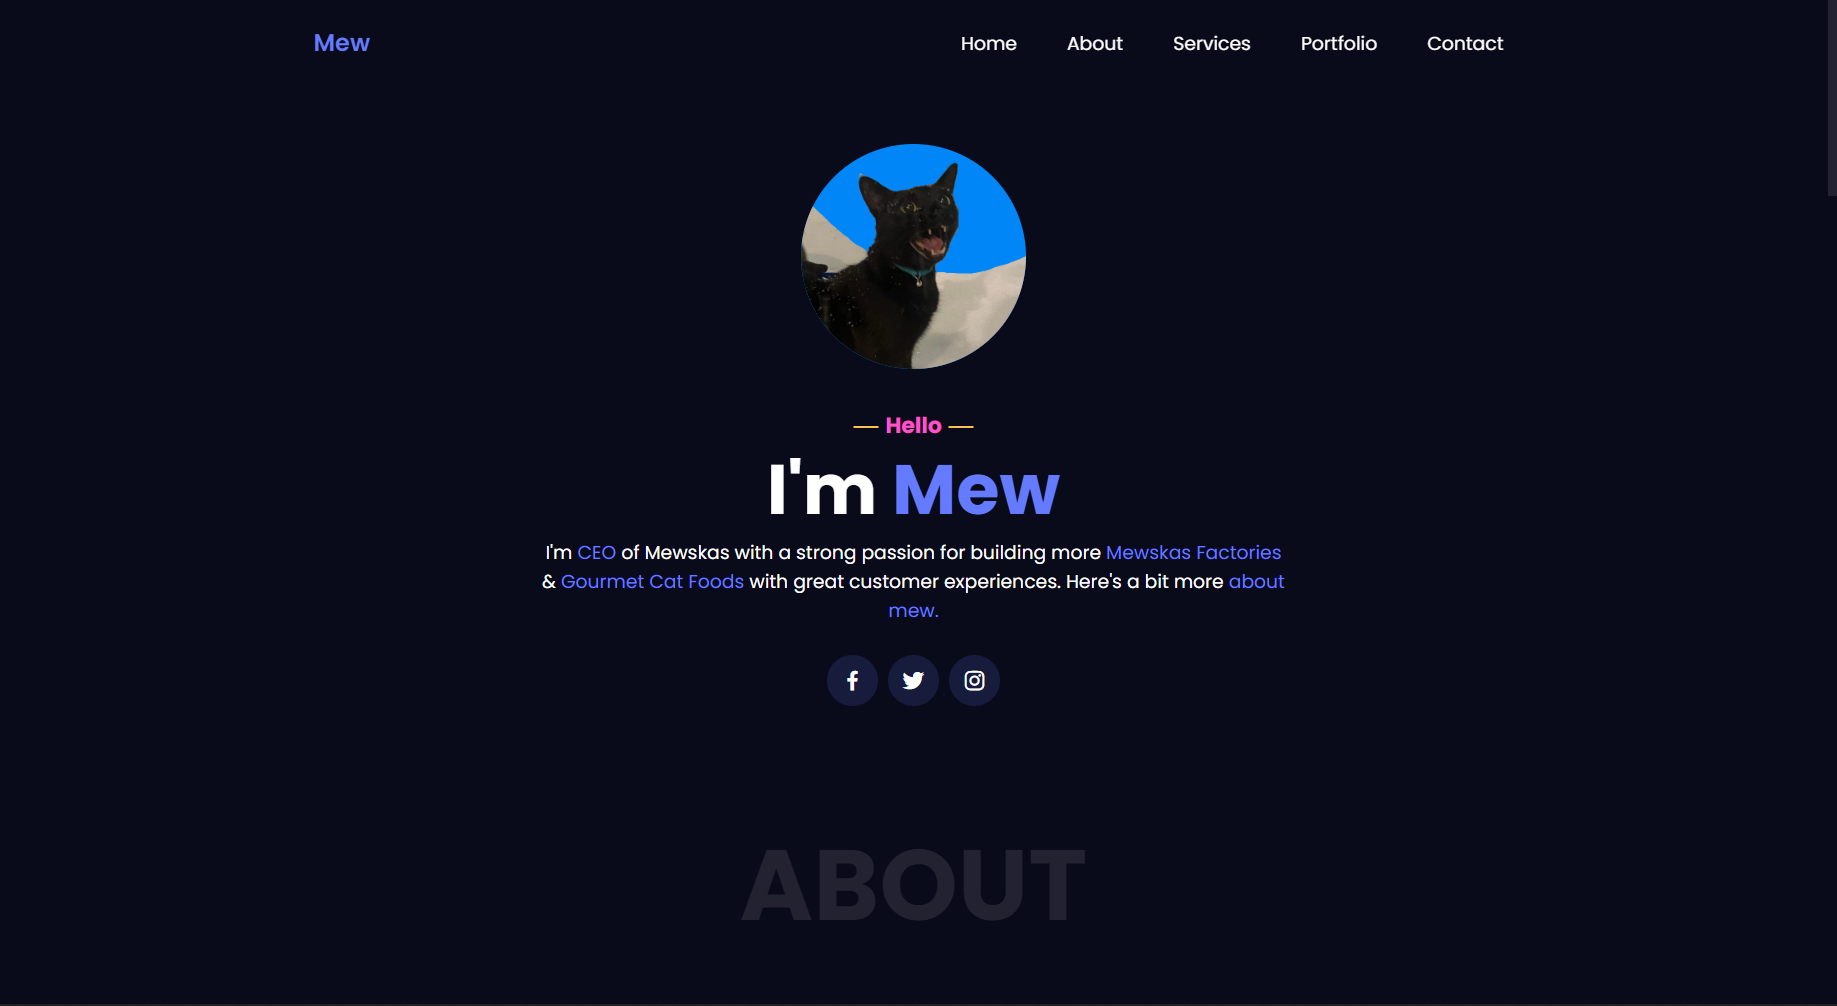 Mew
Home About Services Portfolio Contact
Hello
I'm Mew
I'm CEO of Mewskas with a strong passion for building more Mewskas Factories
& Gourmet Cat Foods with great customer experiences. Here's a bit more about
mew.
ABOUT